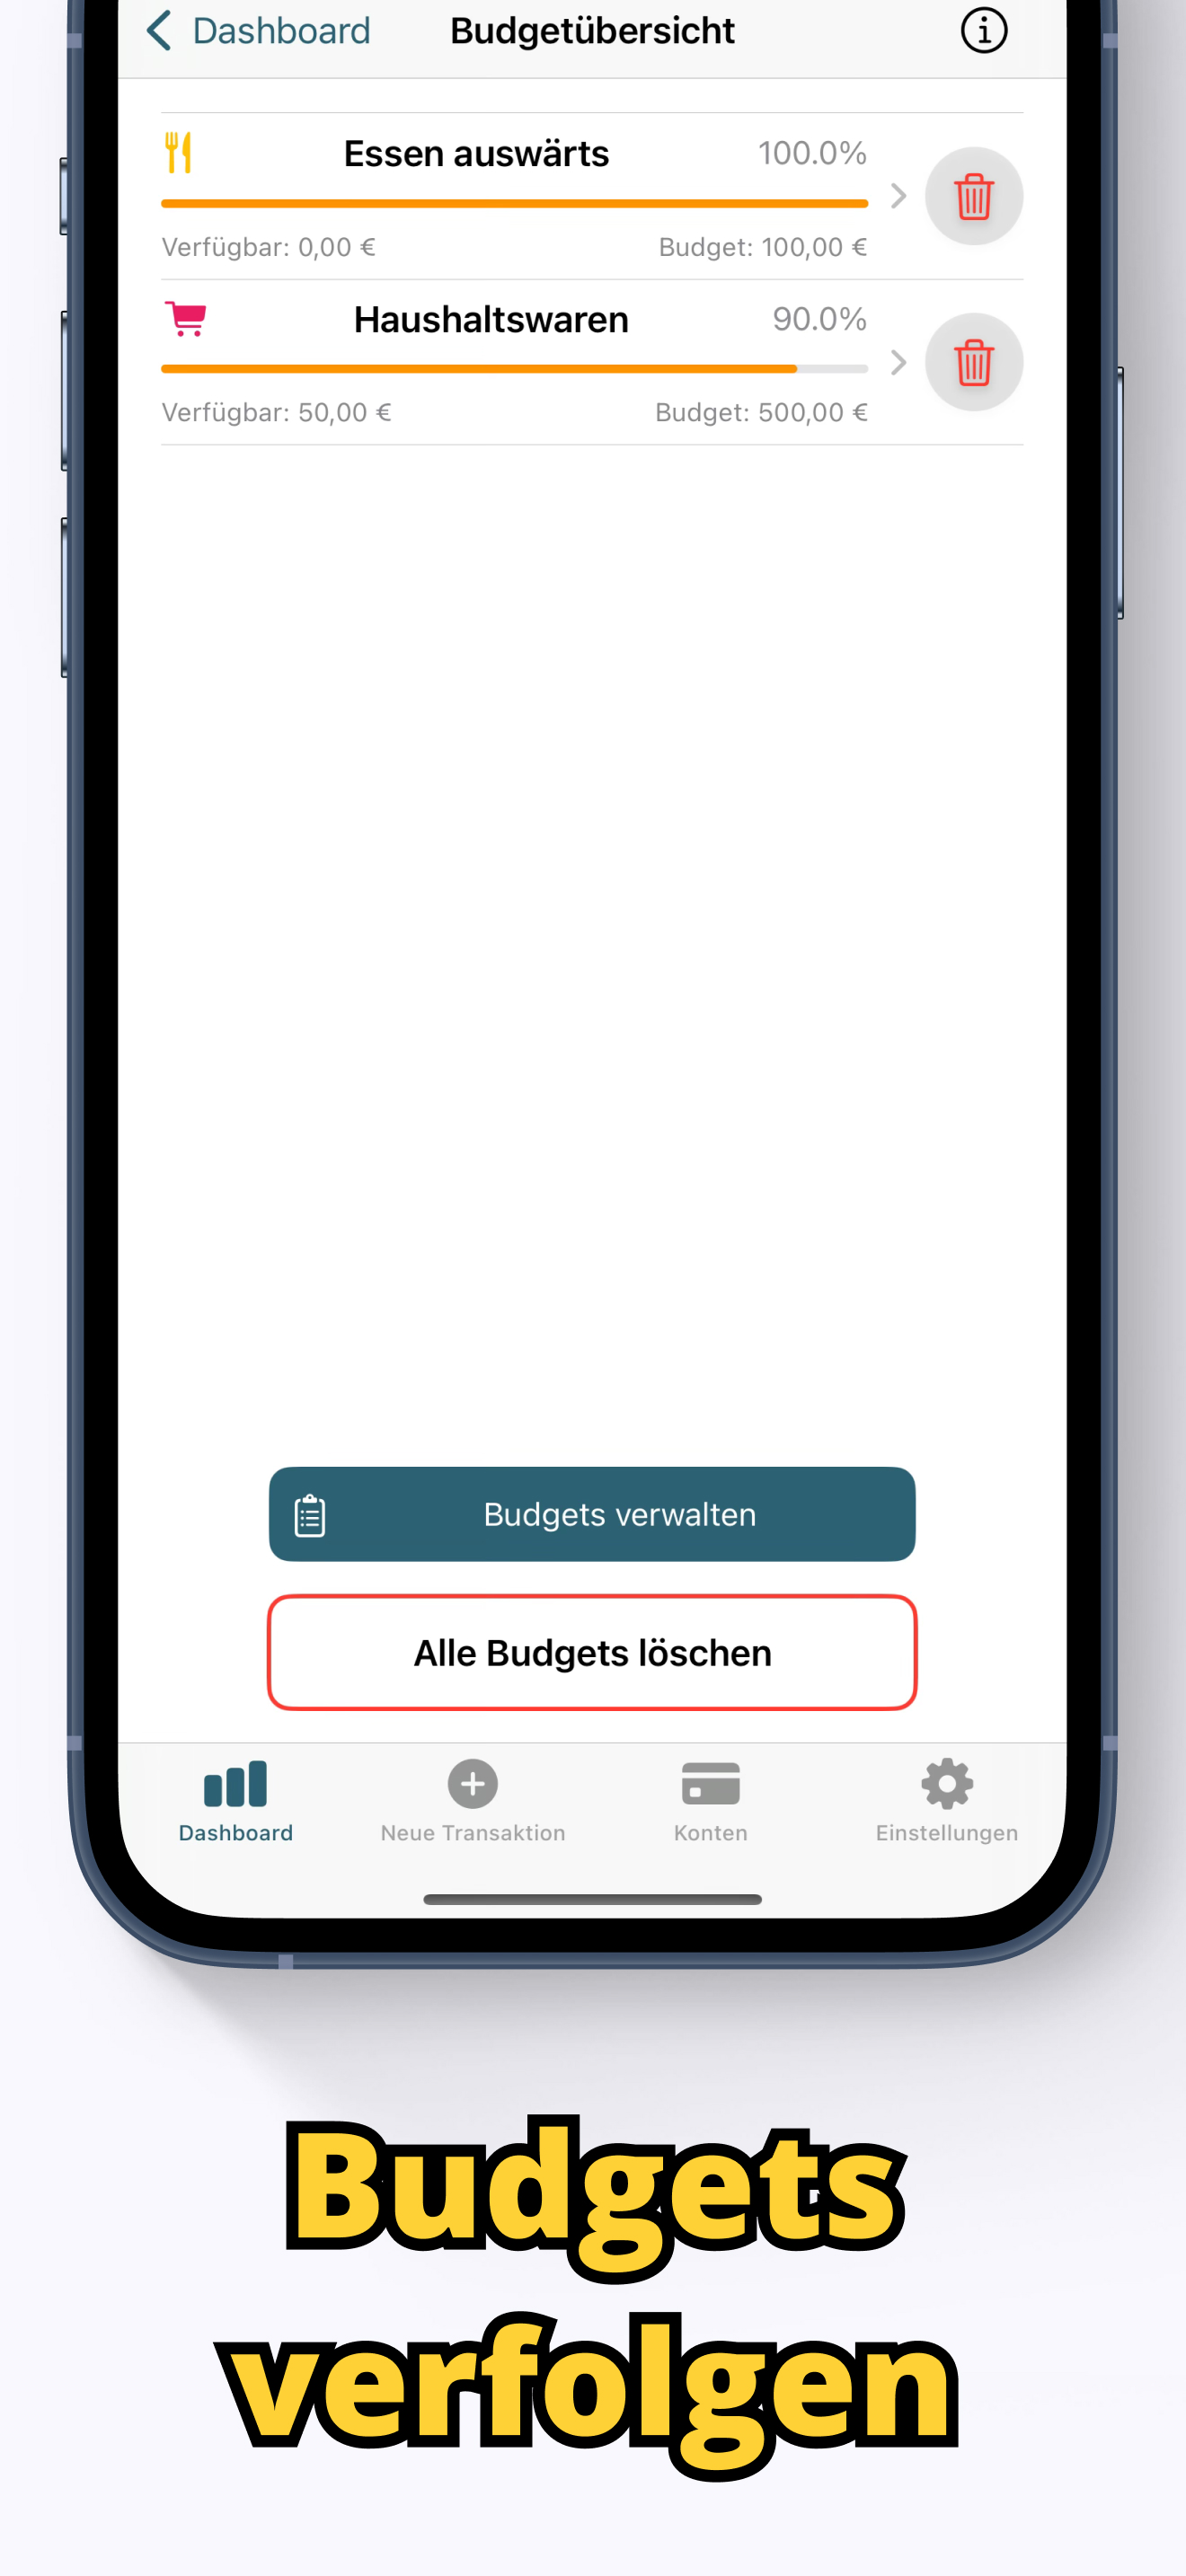 Dashboard Budgetübersicht
Essen auswärts 100.0%
Verfügbar: 0,00 € Budget: 100,00 €
Haushaltswaren 90.0%
Verfügbar: 50,00 € Budget: 500,00 €
Budgets verwalten
Alle Budgets löschen
Dashboard Neue Transaktion Konten Einstellungen
Budgets
verfolgen